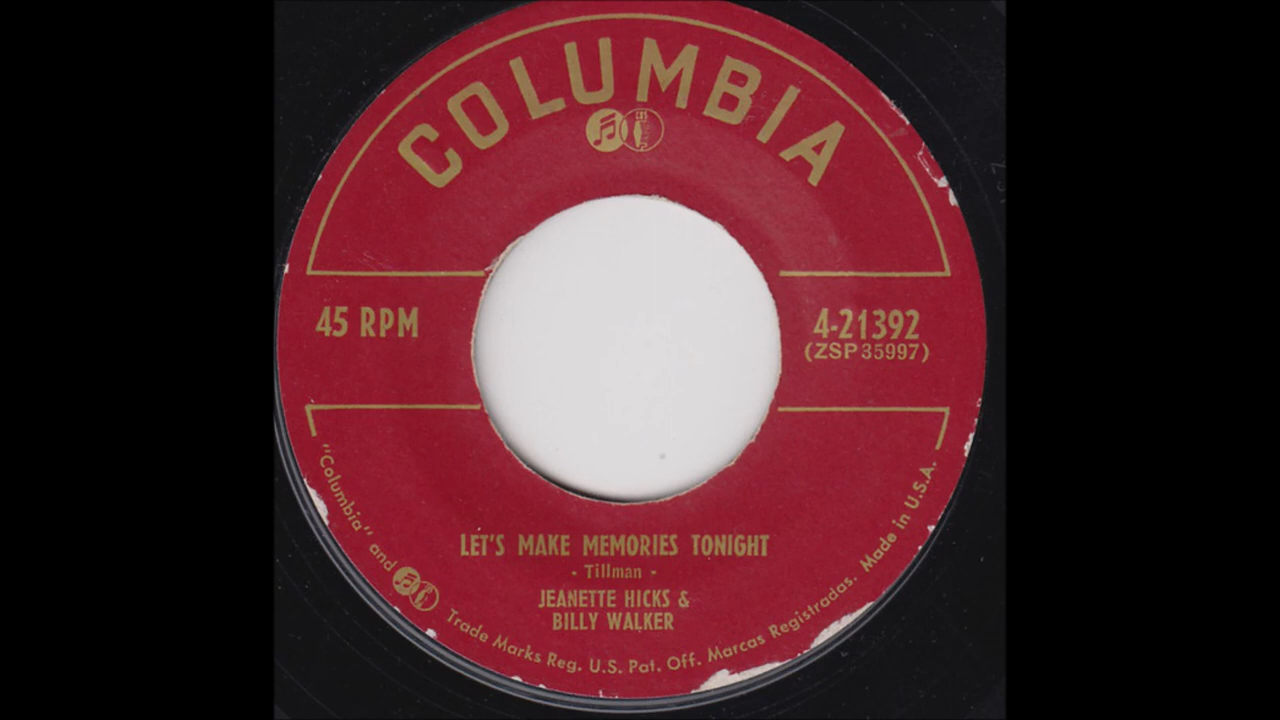 COLUMBIA
45 RPM
4-21392
(ZSP 35997)
LET'S MAKE MEMORIES TONIGHT
- Tillman -
JEANETTE HICKS &
BILLY WALKER
"Columbia" and Trade Marks Reg. U.S. Pat. Off. Marcas Registradas. Made in U.S.A.